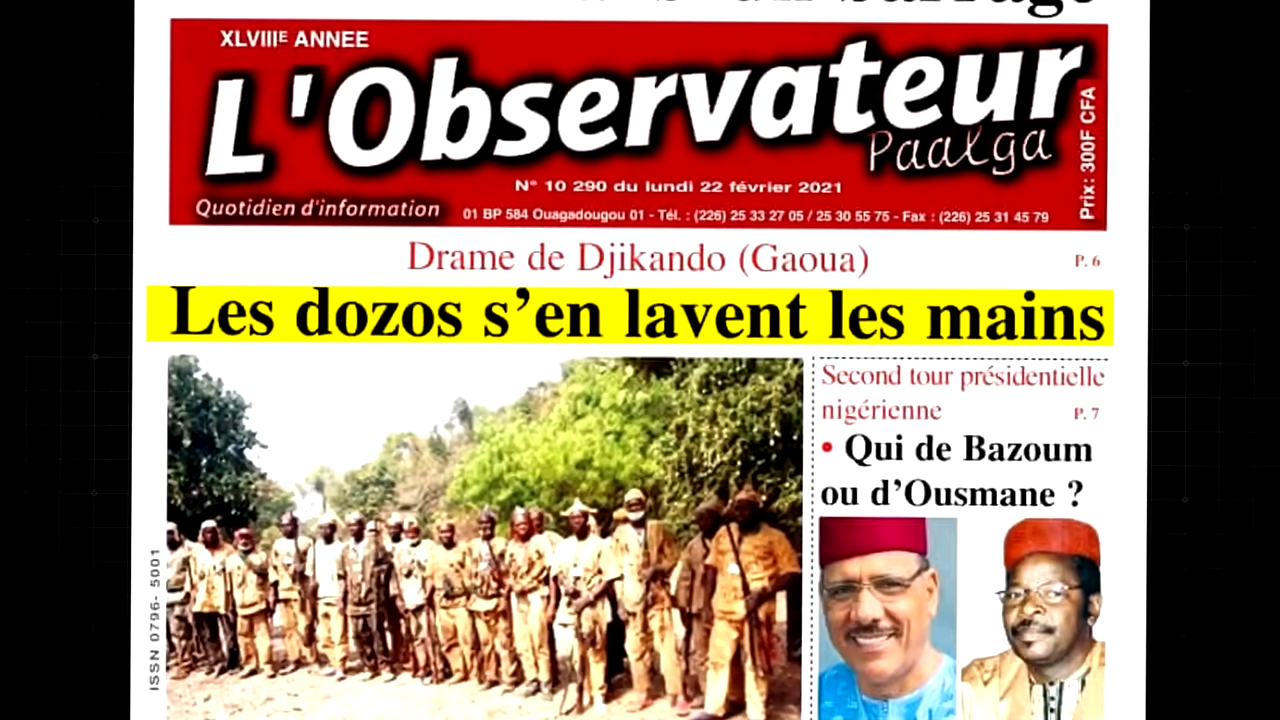 XLVIIIᴱ ANNEE
L'Observateur
Paalga
Prix: 300F CFA
N° 10 290 du lundi 22 février 2021
Quotidien d'information
01 BP 584 Ouagadougou 01 - Tél. : (226) 25 33 27 05 / 25 30 55 75 - Fax : (226) 25 31 45 79
Drame de Djikando (Gaoua)
P. 6
Les dozos s’en lavent les mains
Second tour présidentielle
nigérienne
P. 7
• Qui de Bazoum
ou d’Ousmane ?
ISSN 0796- 5001